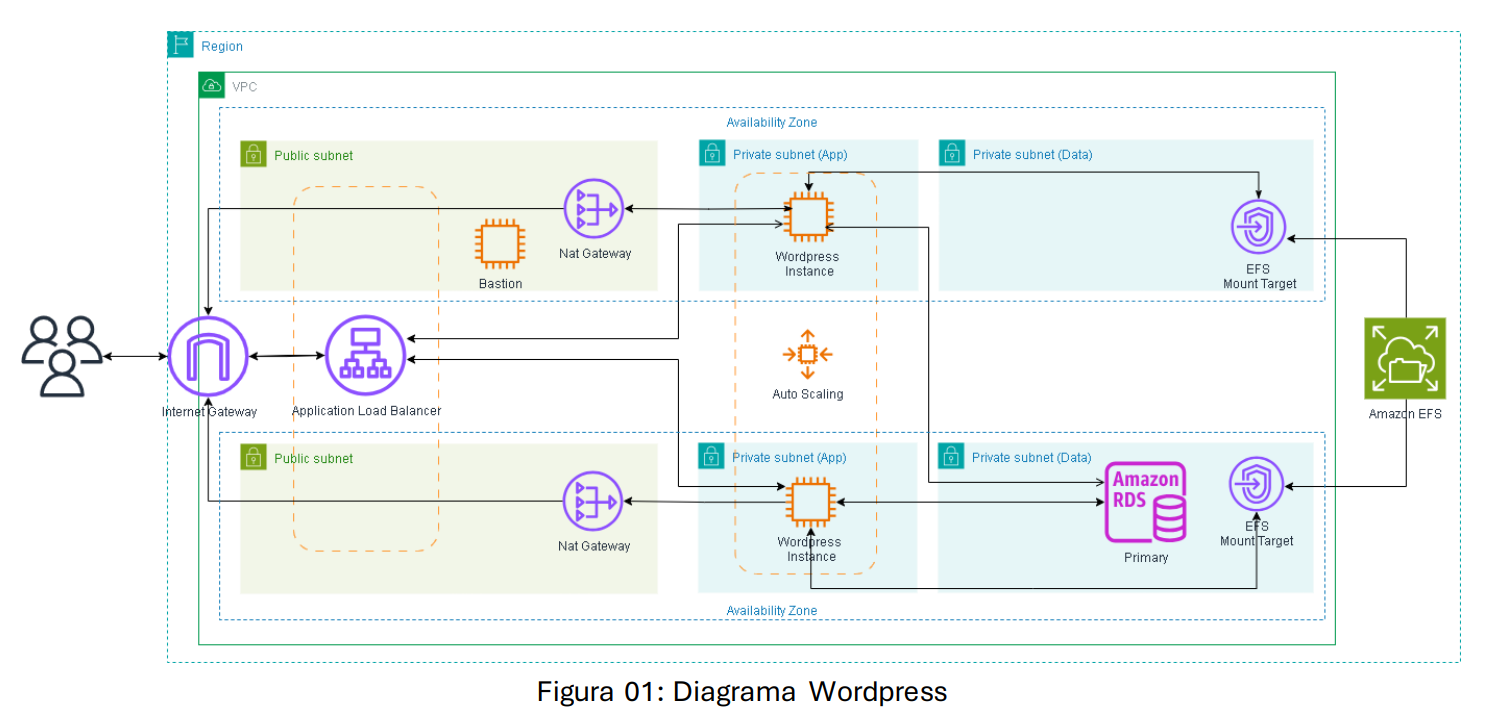 Region
VPC
Availability Zone
Public subnet
Private subnet (App)
Private subnet (Data)
Nat Gateway
Bastion
Wordpress
Instance
EFS
Mount Target
Internet Gateway
Application Load Balancer
Auto Scaling
Amazon EFS
Public subnet
Private subnet (App)
Private subnet (Data)
Amazon
RDS
Nat Gateway
Wordpress
Instance
Primary
EFS
Mount Target
Availability Zone
Figura 01: Diagrama Wordpress